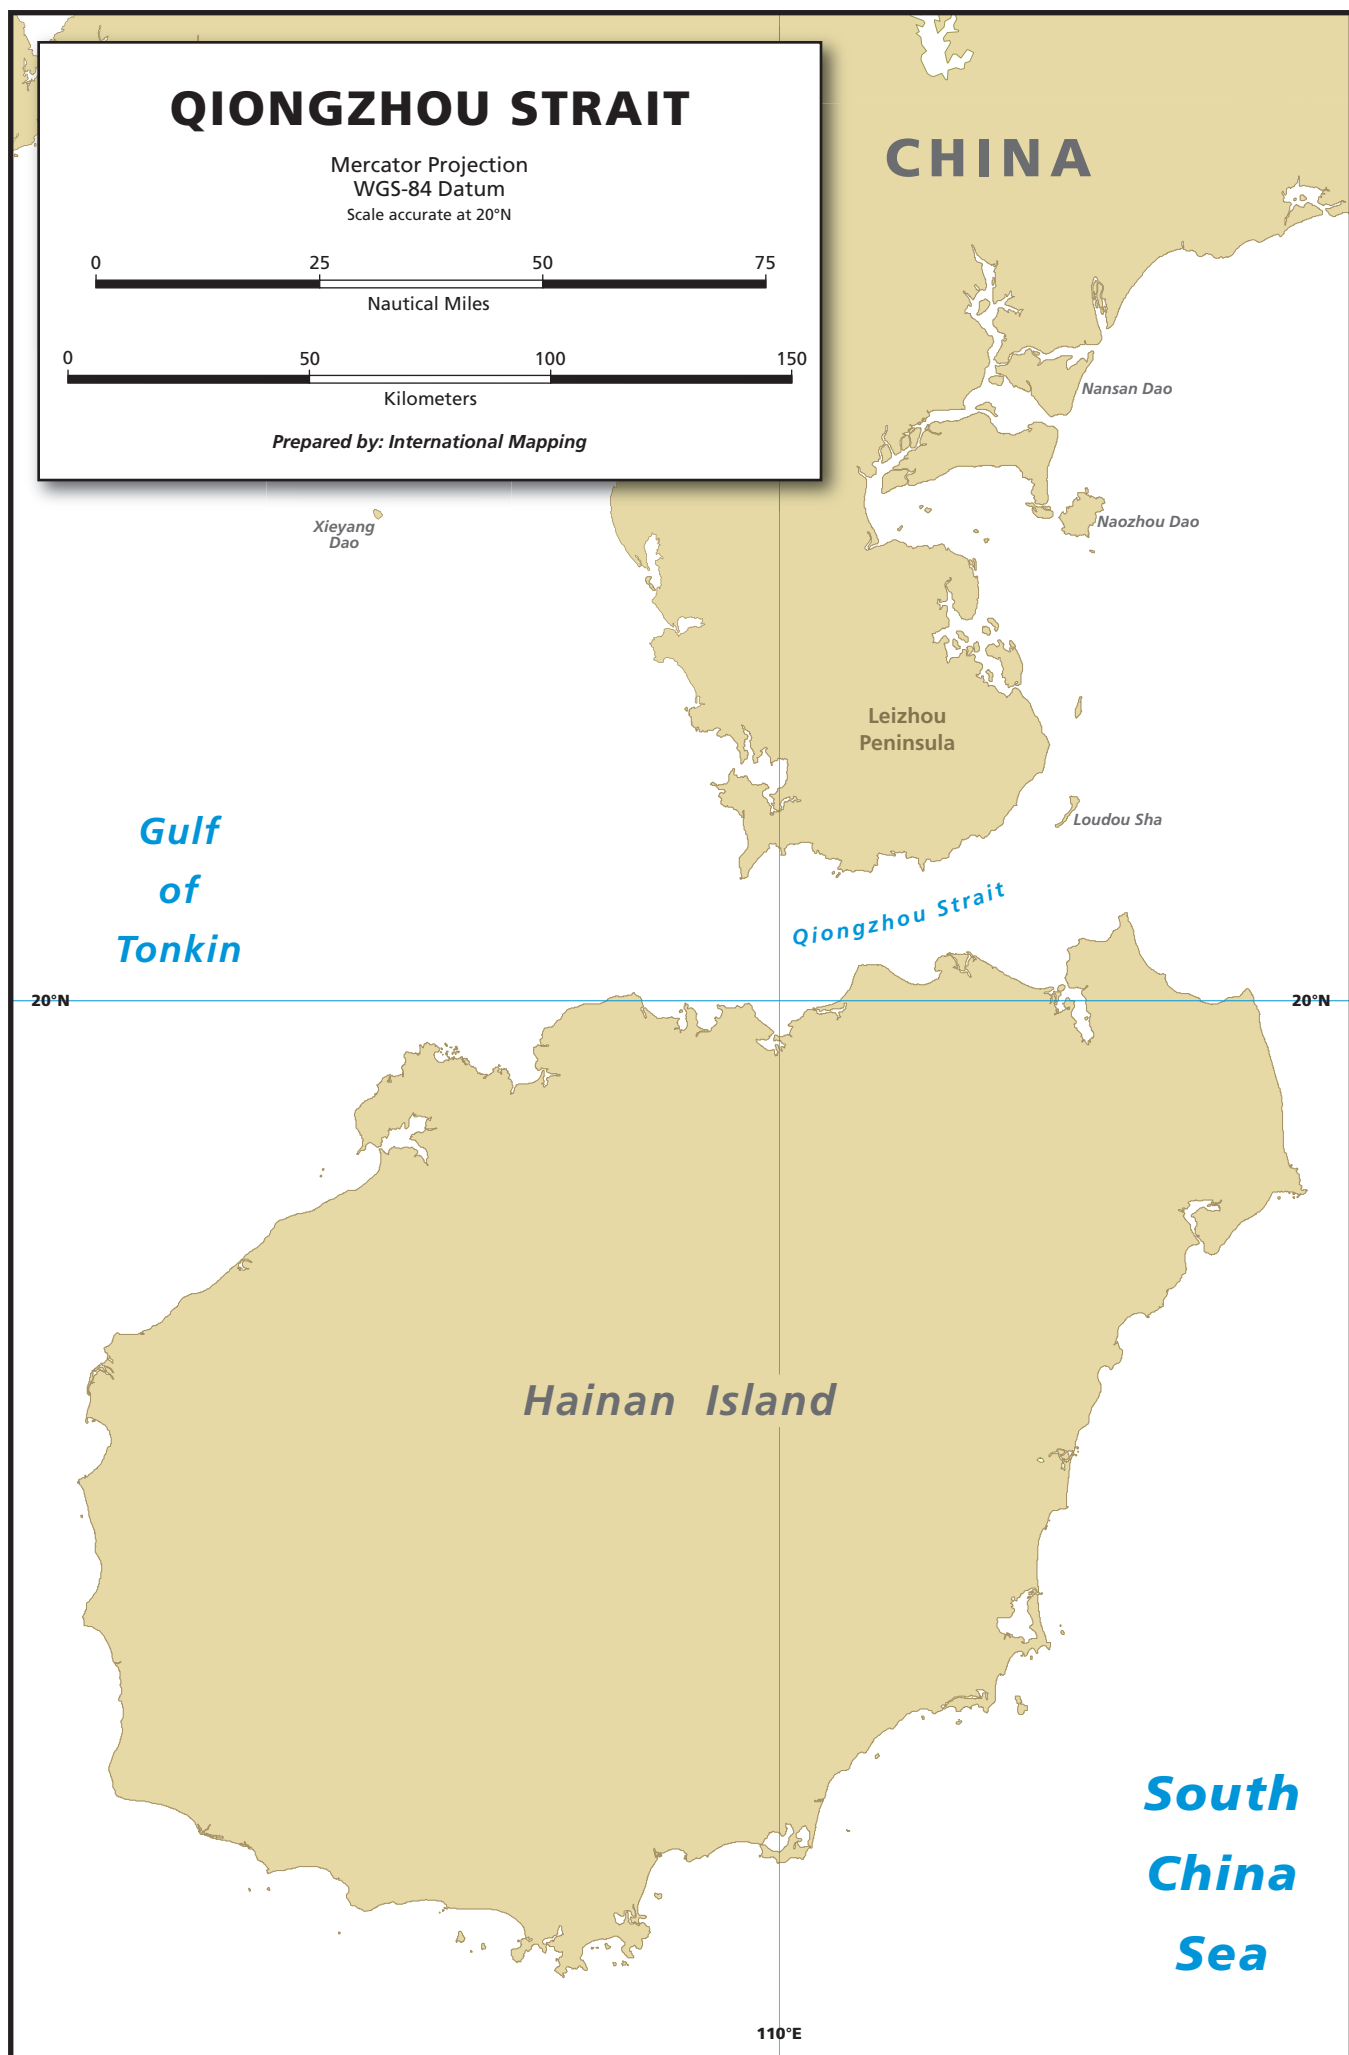 QIONGZHOU STRAIT
Mercator Projection
WGS-84 Datum
Scale accurate at 20°N
0 25 50 75
Nautical Miles
0 50 100 150
Kilometers
Prepared by: International Mapping
CHINA
Nansan Dao
Naozhou Dao
Xieyang
Dao
Leizhou
Peninsula
Loudou Sha
Gulf
of
Tonkin
Qiongzhou Strait
20°N 20°N
Hainan Island
South
China
Sea
110°E